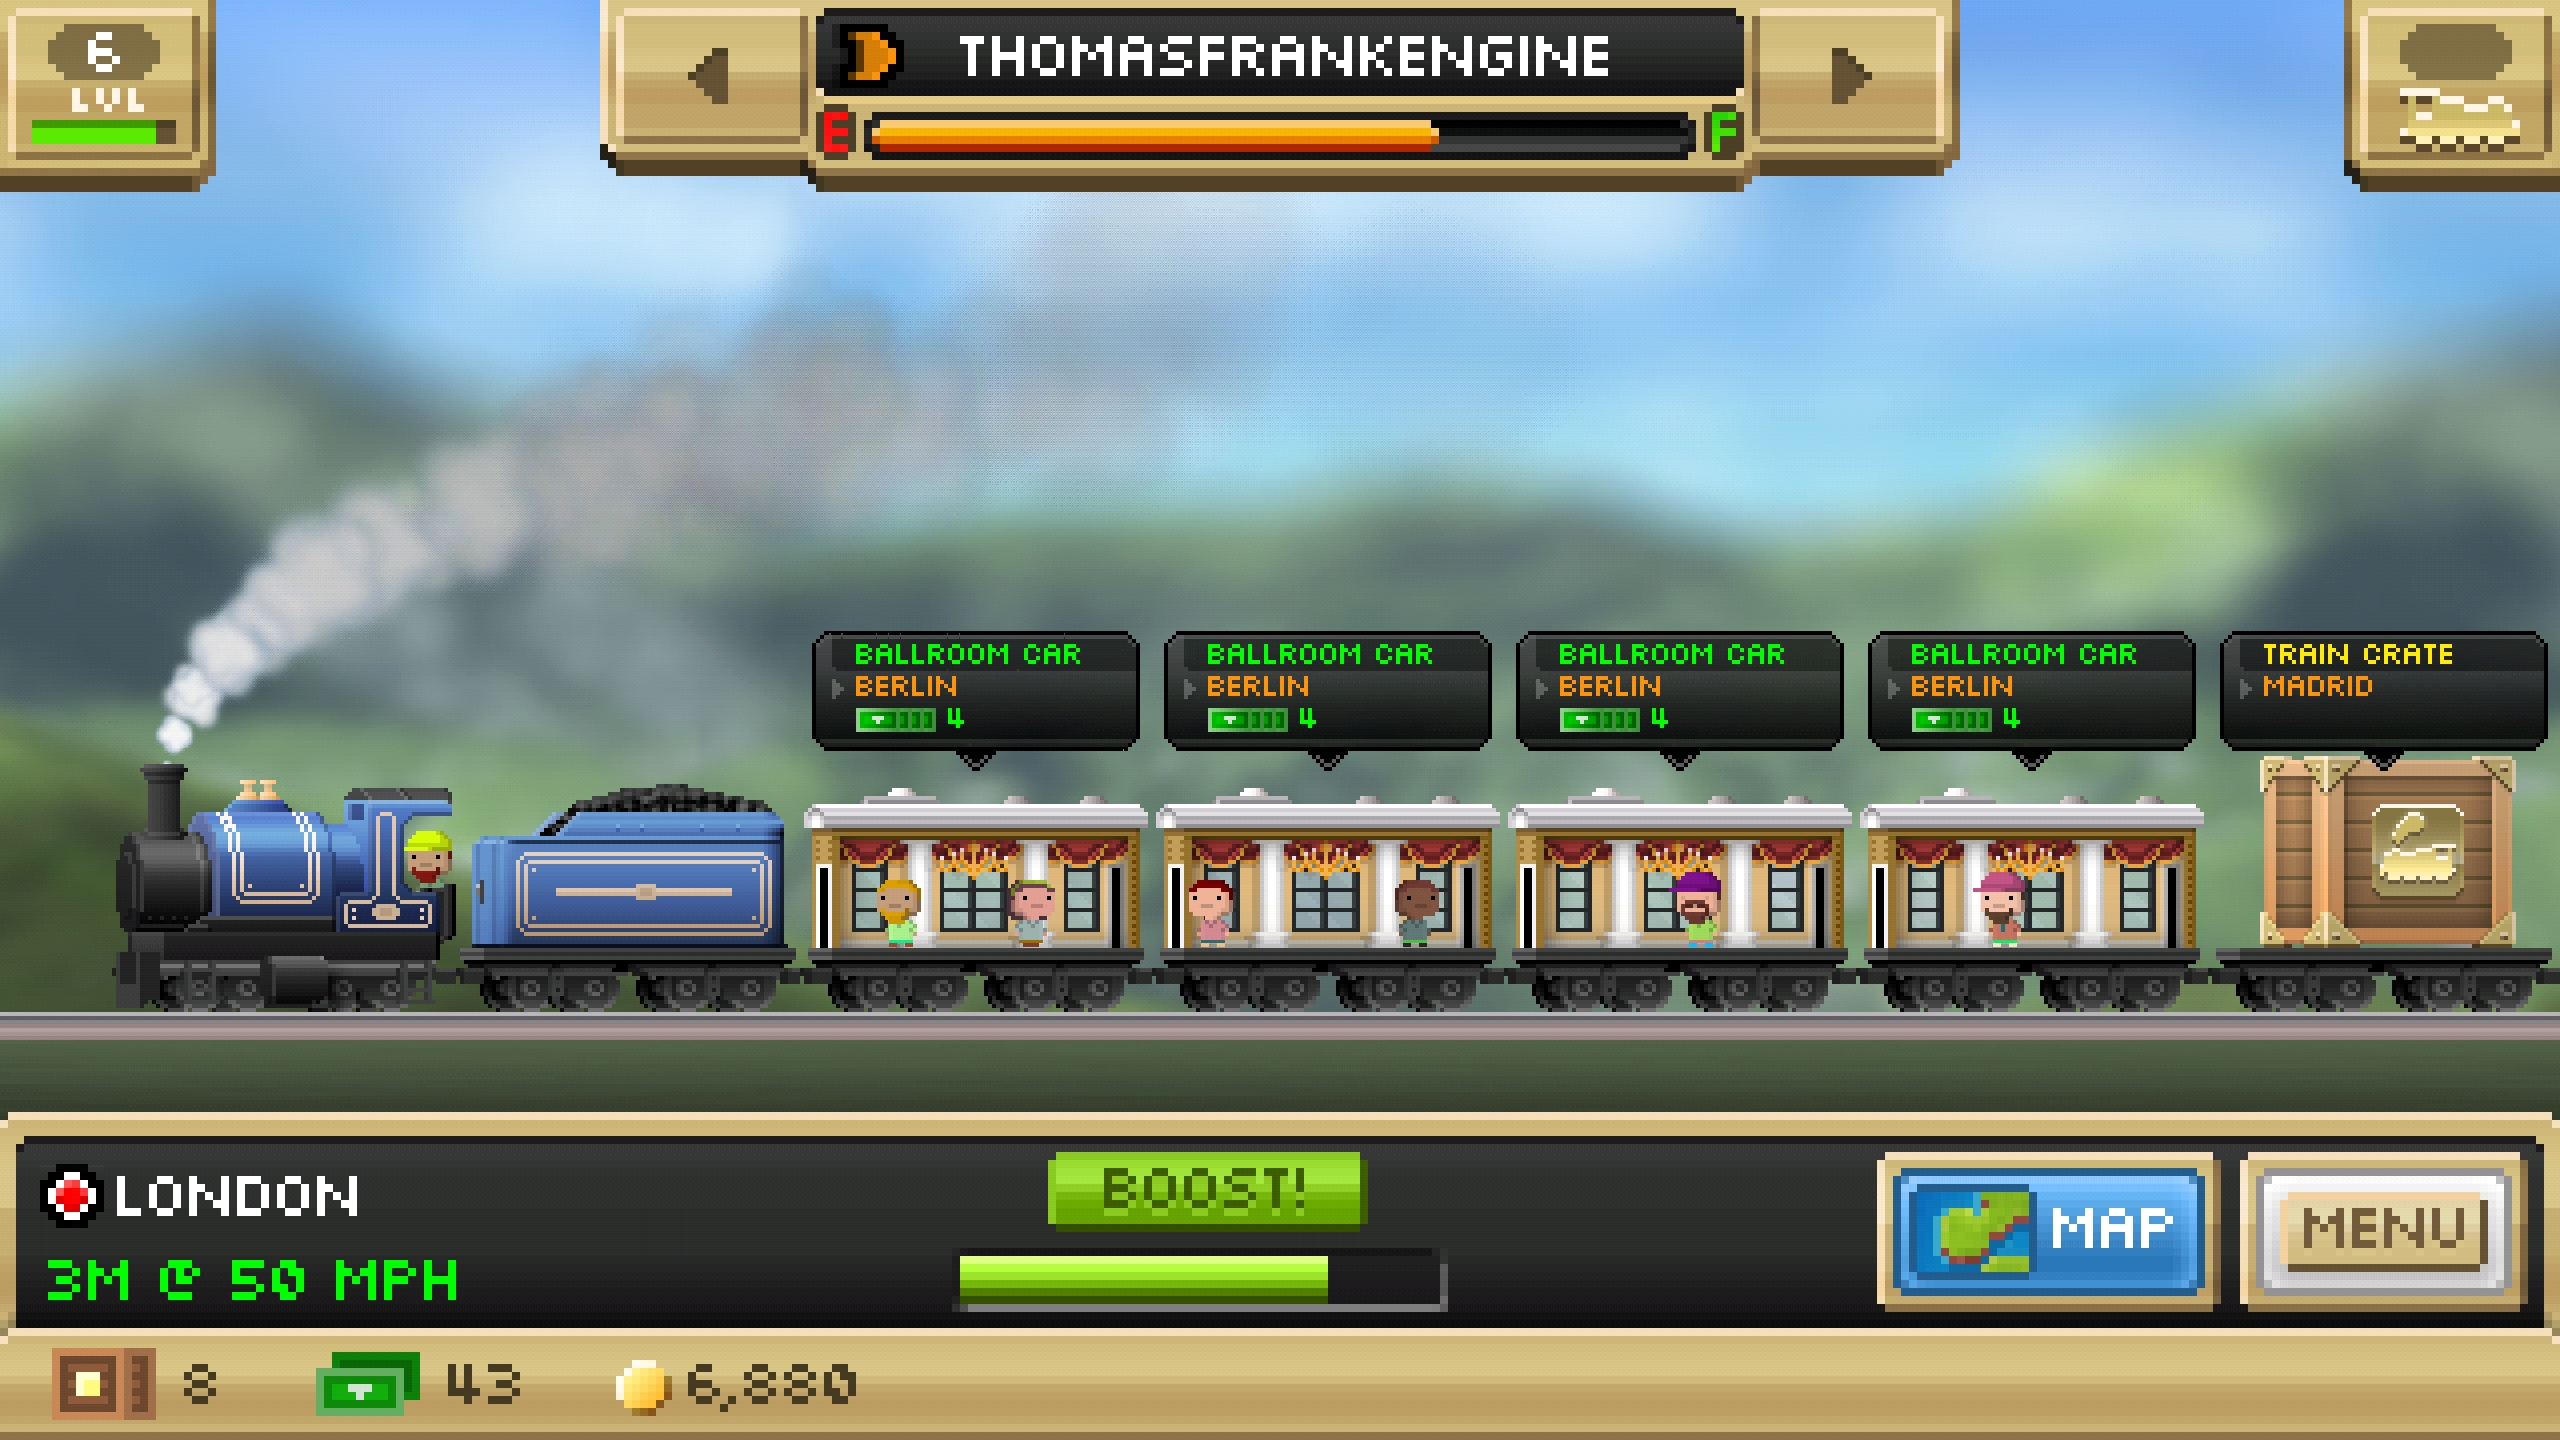 6
LVL
THOMASFRANKENGINE
E F
BALLROOM CAR
BERLIN
4
BALLROOM CAR
BERLIN
4
BALLROOM CAR
BERLIN
4
BALLROOM CAR
BERLIN
4
TRAIN CRATE
MADRID
LONDON
3M @ 50 MPH
BOOST!
MAP
MENU
8
43
6,880